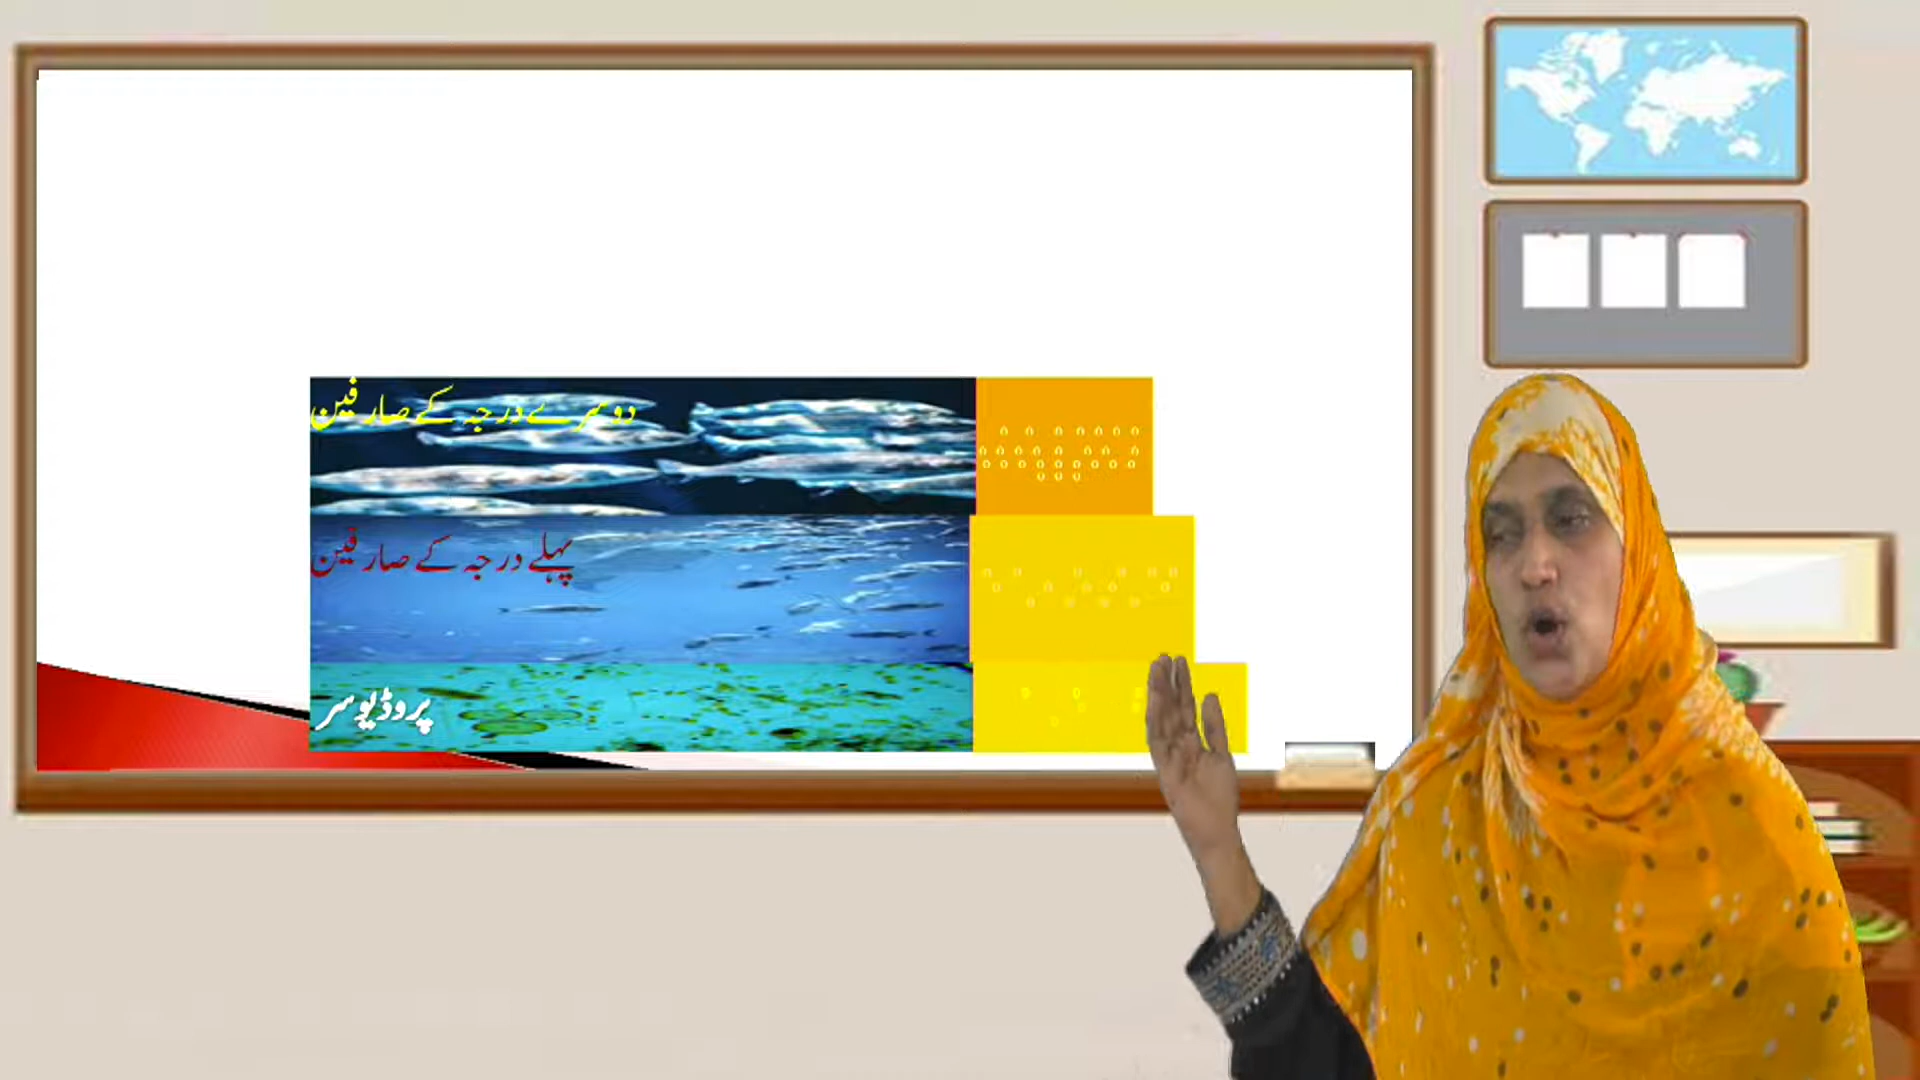 دوسرے درجہ کے صارفین
پہلے درجہ کے صارفین
پروڈیوسر